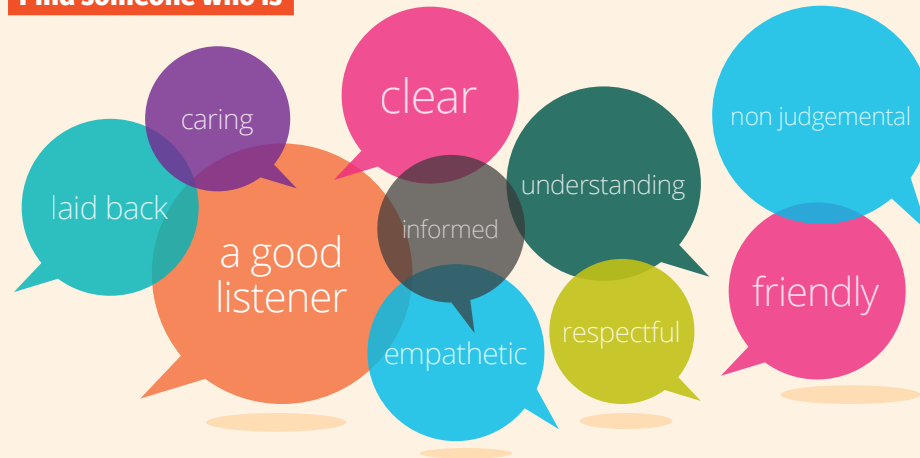 Find someone who is
caring
clear
non judgemental
laid back
understanding
informed
a good
listener
friendly
empathetic
respectful